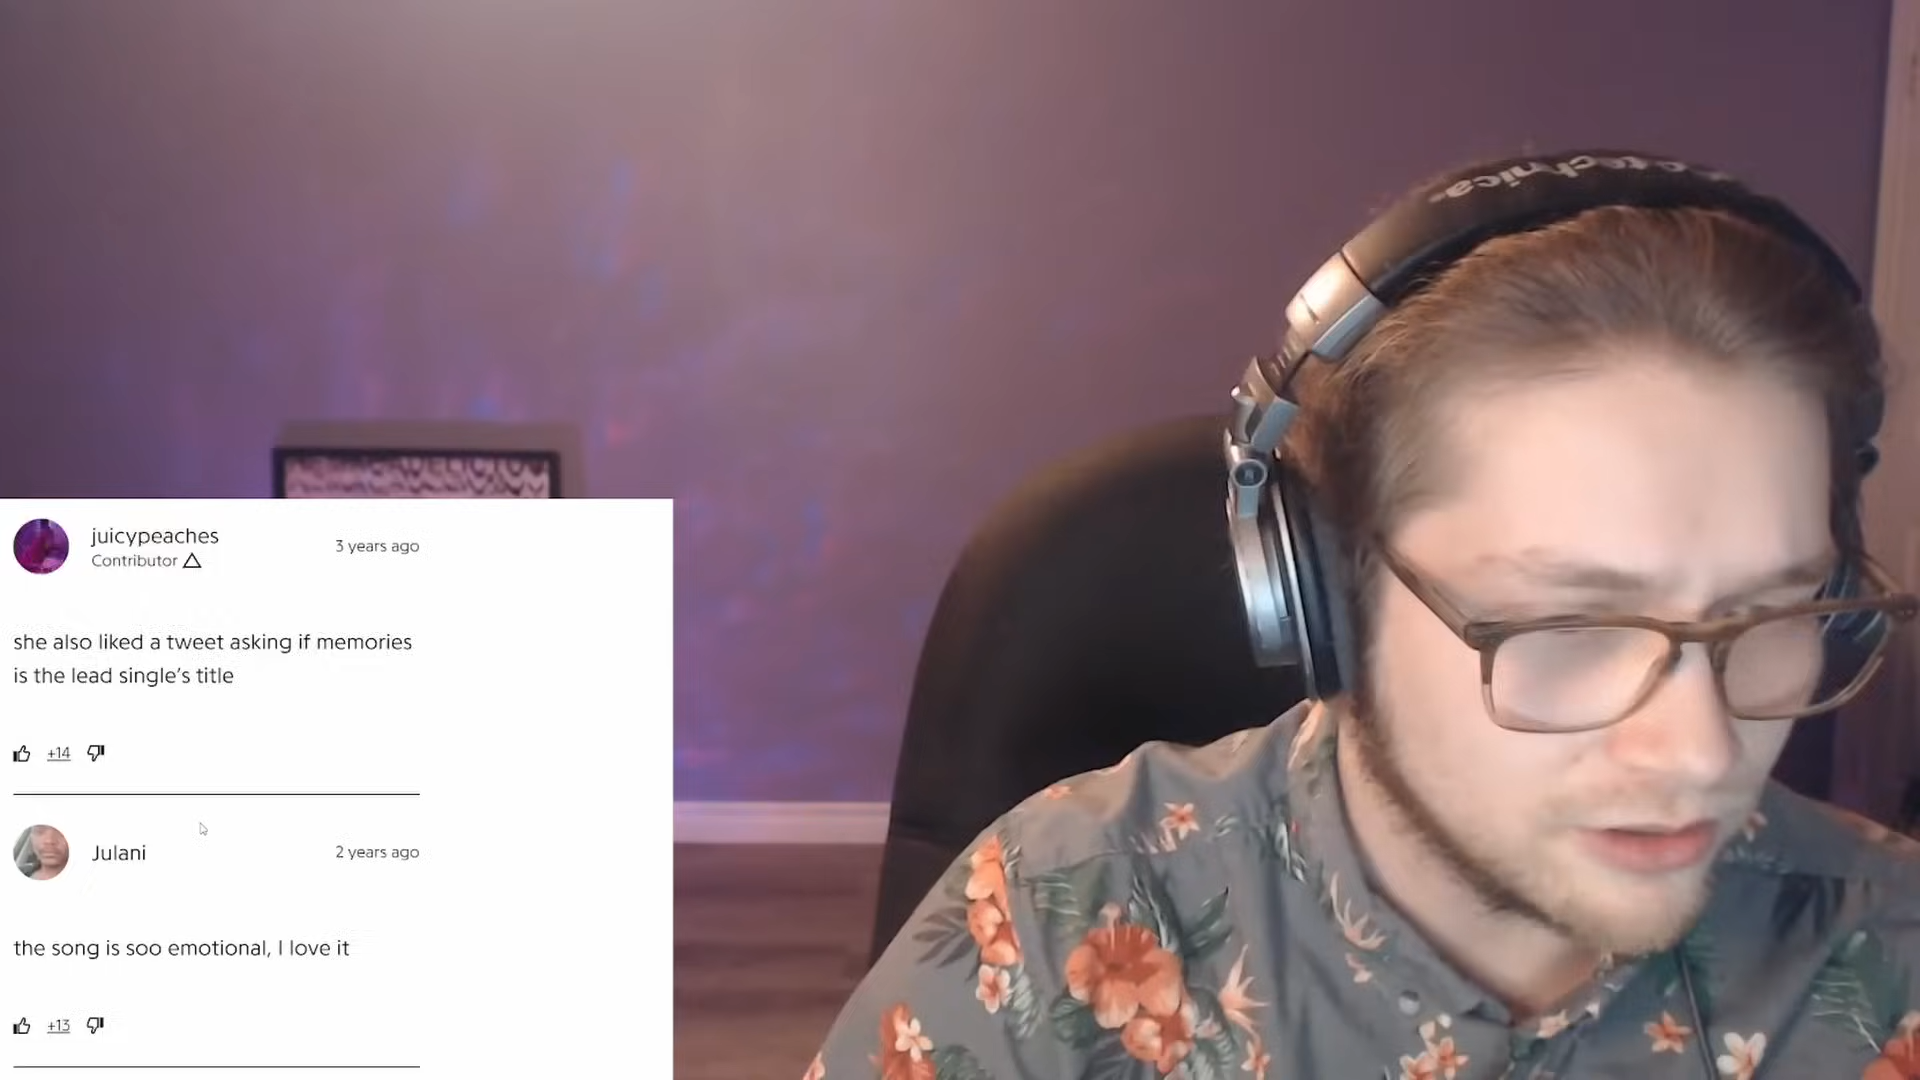 technica
juicypeaches
Contributor
3 years ago
she also liked a tweet asking if memories
is the lead single's title
+14
Julani
2 years ago
the song is soo emotional, I love it
+13